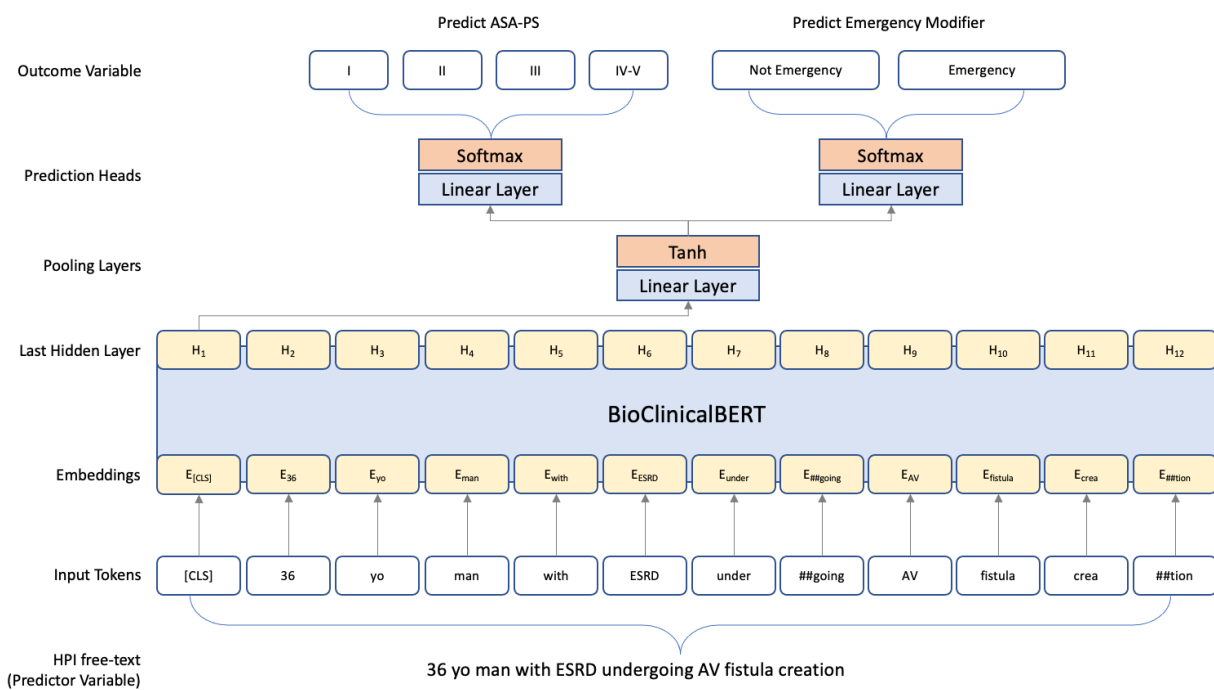 Predict ASA-PS Predict Emergency Modifier
Outcome Variable I II III IV-V Not Emergency Emergency
Softmax Softmax
Prediction Heads
Linear Layer Linear Layer
Tanh
Pooling Layers
Linear Layer
Last Hidden Layer H₁ H₂ H₃ H₄ H₅ H₆ H₇ H₈ H₉ H₁₀ H₁₁ H₁₂
BioClinicalBERT
Embeddings E[CLS] E36 Eyo Eman Ewith EESRD Eunder E##going EAV Efistula Ecrea E##tion
Input Tokens [CLS] 36 yo man with ESRD under ##going AV fistula crea ##tion
HPI free-text
(Predictor Variable)
36 yo man with ESRD undergoing AV fistula creation